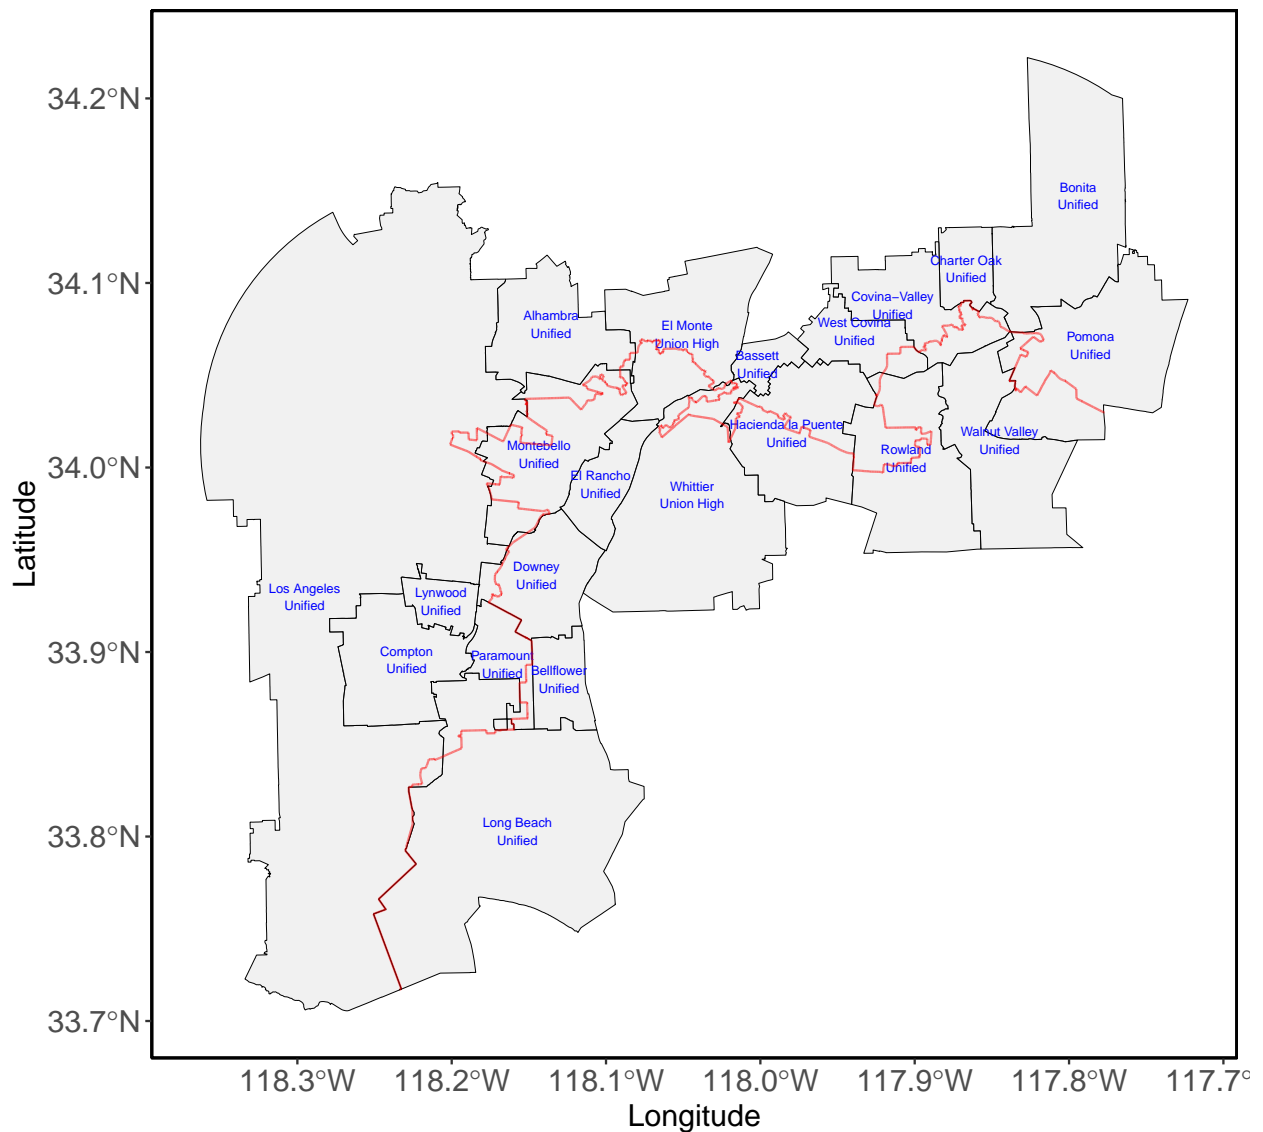 34.2°N
34.1°N
34.0°N
33.9°N
33.8°N
33.7°N
Latitude
Bonita
Unified
Charter Oak
Unified
Covina−Valley
Unified
West Covina
Unified
Alhambra
Unified
El Monte
Union High
Pomona
Unified
Bassett
Unified
Hacienda la Puente
Unified
Walnut Valley
Unified
Montebello
Unified
Rowland
Unified
El Rancho
Unified
Whittier
Union High
Downey
Unified
Los Angeles
Unified
Lynwood
Unified
Compton
Unified
Paramount
Unified
Bellflower
Unified
Long Beach
Unified
118.3°W
118.2°W
118.1°W
118.0°W
117.9°W
117.8°W
117.7°
Longitude